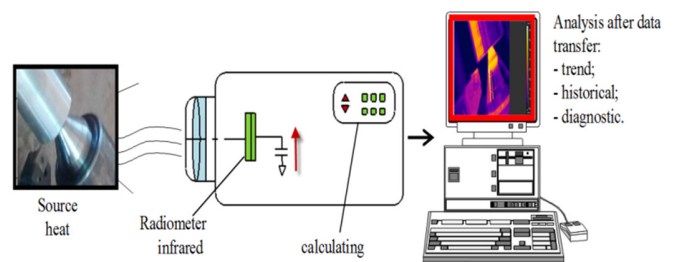 Source
heat
Radiometer
infrared
calculating
Analysis after data
transfer:
- trend;
- historical;
- diagnostic.